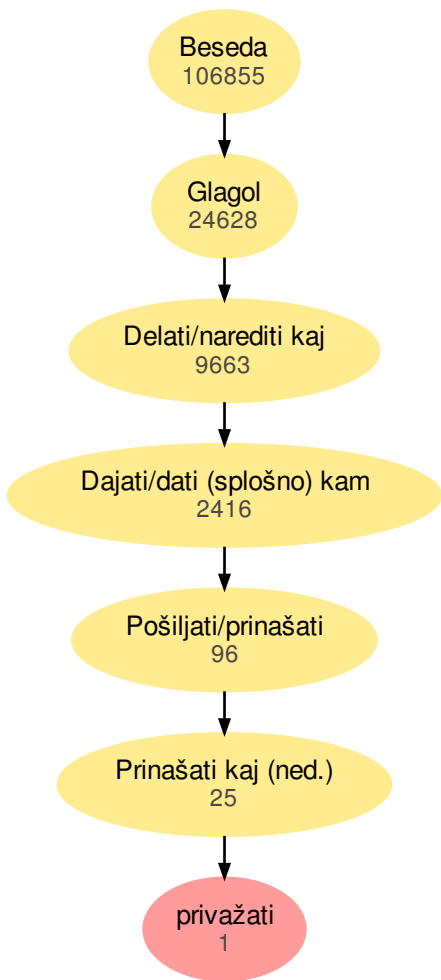 Beseda
106855
Glagol
24628
Delati/narediti kaj
9663
Dajati/dati (splošno) kam
2416
Pošiljati/prinašati
96
Prinašati kaj (ned.)
25
privažati
1